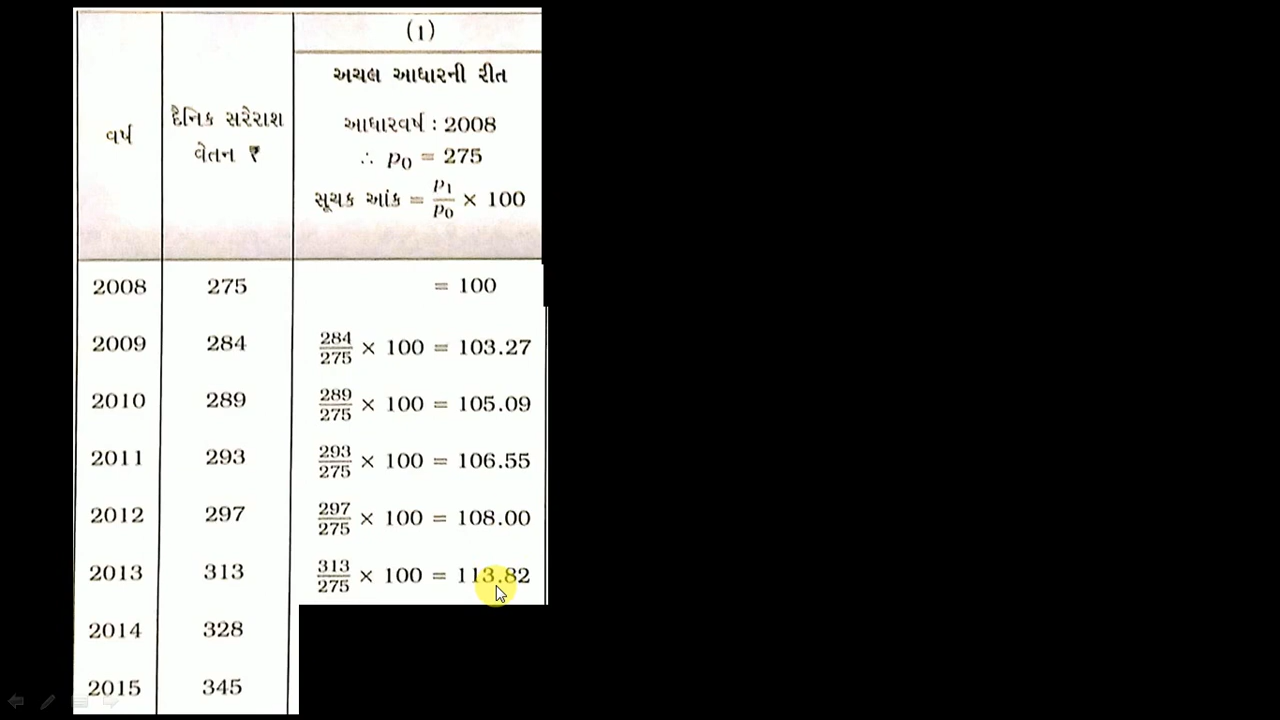 (1)
વર્ષ
દૈનિક સરેરાશ
વેતન ₹
અચલ આધારની રીત
આધારવર્ષ : 2008
∴ p₀ = 275
સૂચક આંક = p₁/p₀ × 100
2008 275 = 100
2009 284 284/275 × 100 = 103.27
2010 289 289/275 × 100 = 105.09
2011 293 293/275 × 100 = 106.55
2012 297 297/275 × 100 = 108.00
2013 313 313/275 × 100 = 113.82
2014 328
2015 345